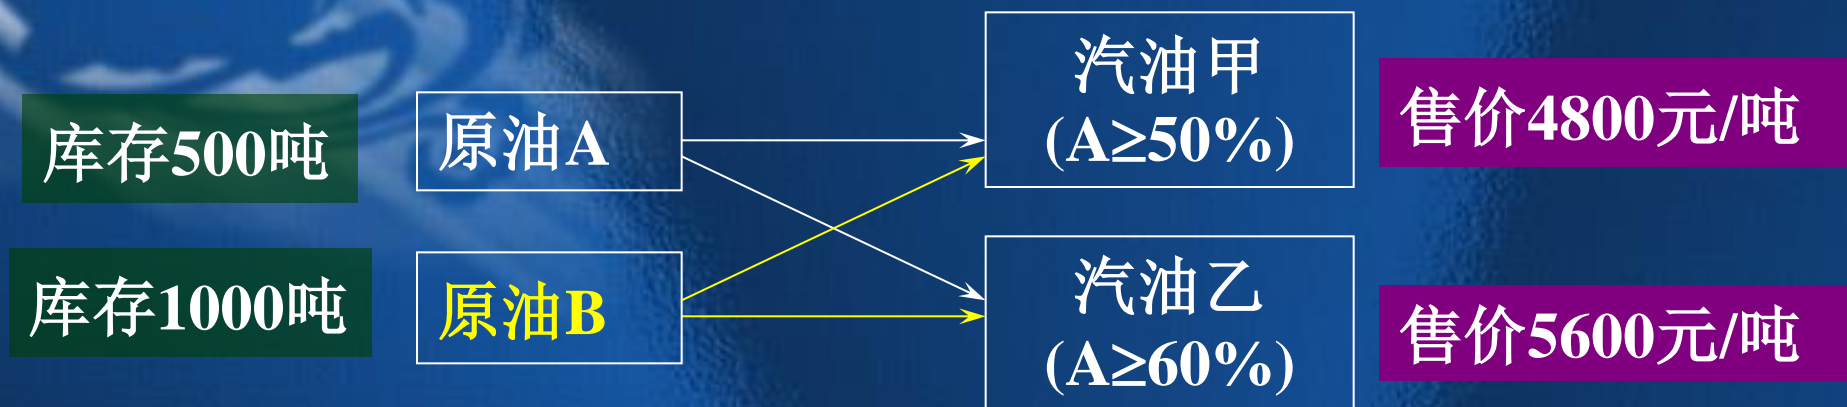 库存500吨
原油A
汽油甲
(A≥50%)
售价4800元/吨
库存1000吨
原油B
汽油乙
(A≥60%)
售价5600元/吨